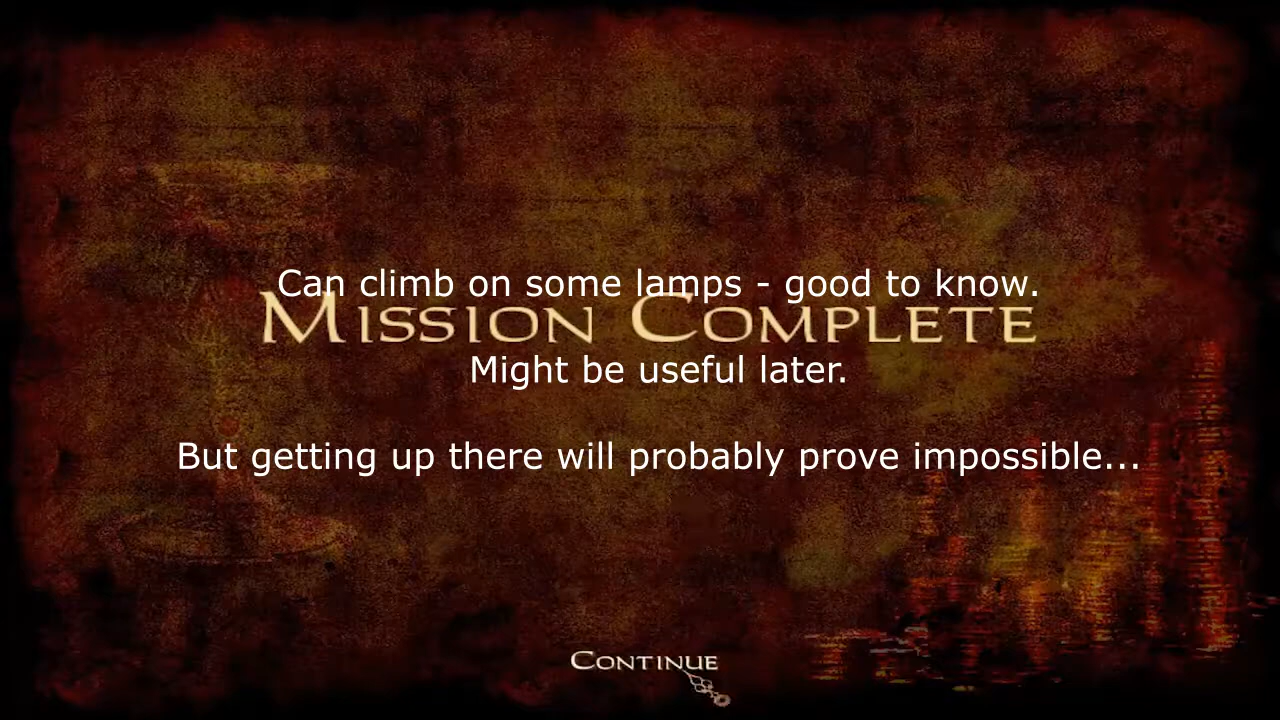 Can climb on some lamps - good to know.
MISSION COMPLETE
Might be useful later.
But getting up there will probably prove impossible...
CONTINUE